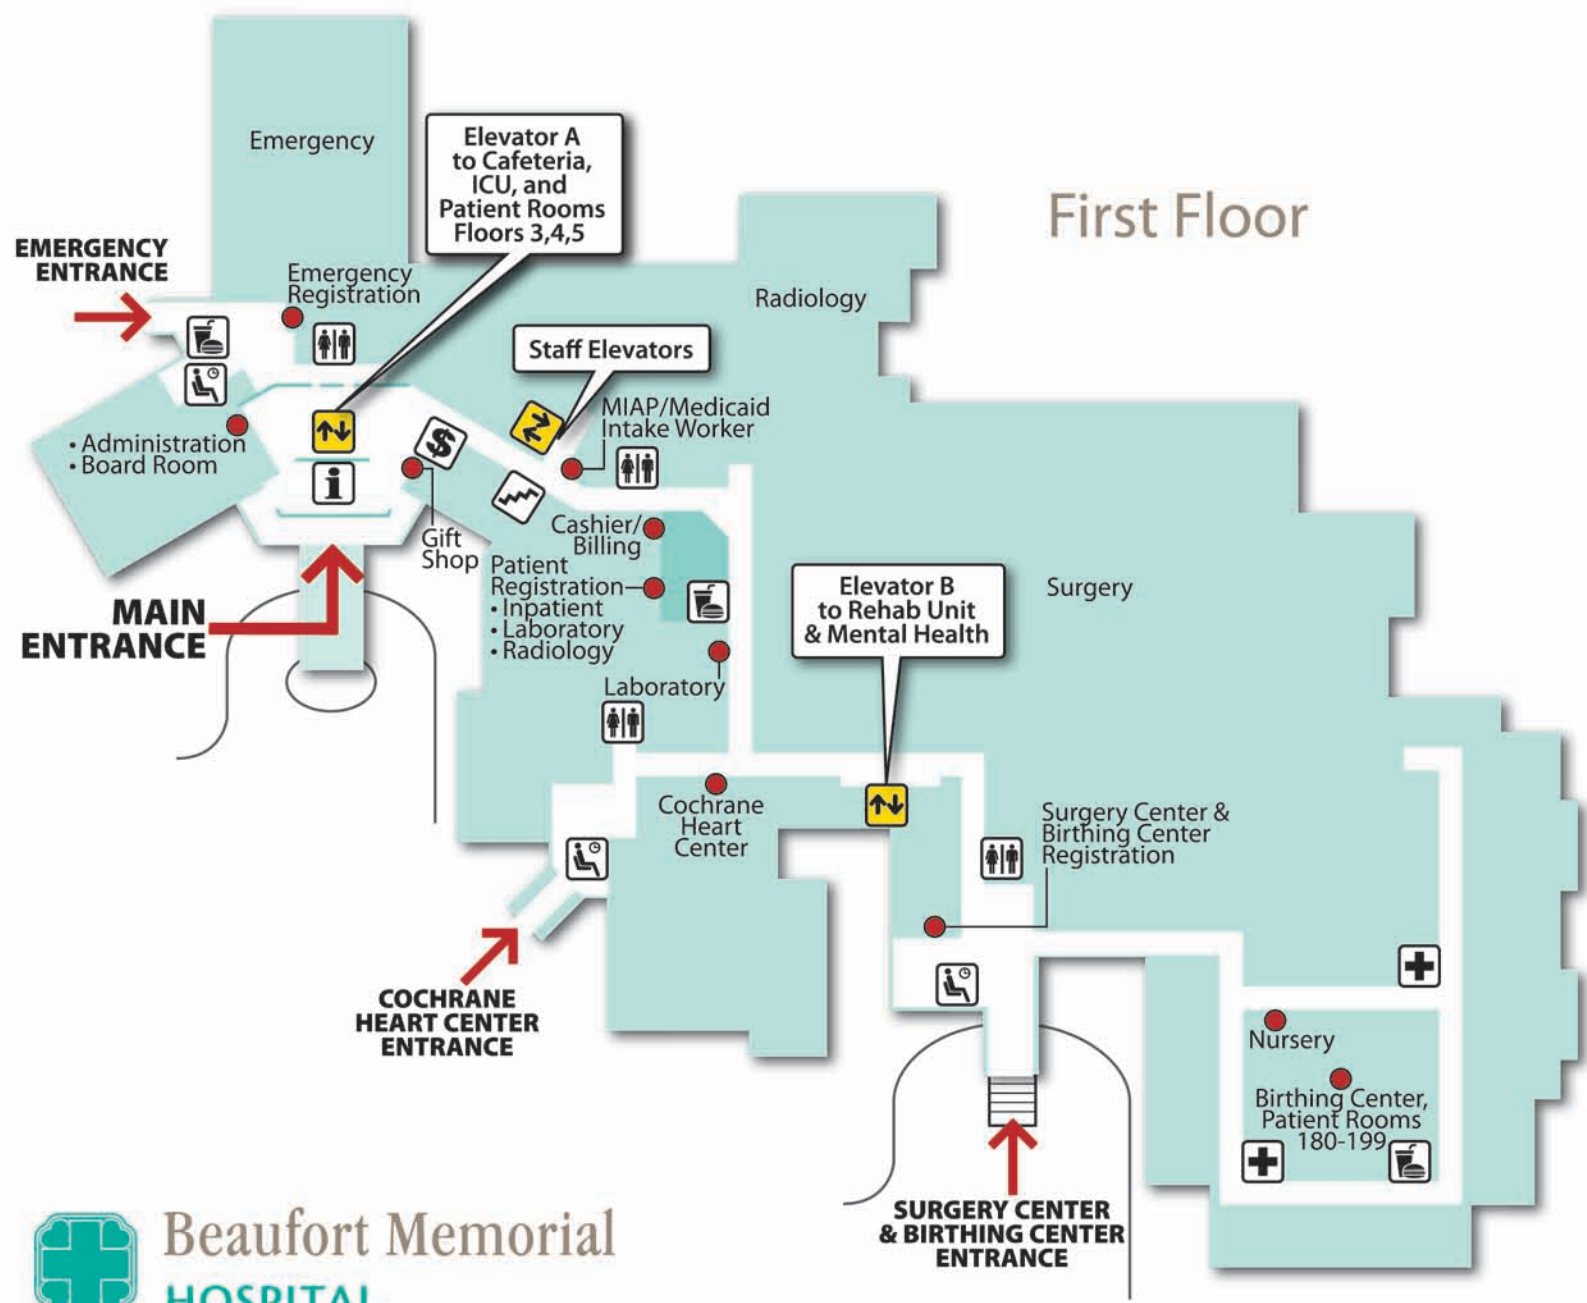 First Floor
Emergency
Elevator A
to Cafeteria,
ICU, and
Patient Rooms
Floors 3,4,5
EMERGENCY
ENTRANCE
Emergency
Registration
Radiology
Staff Elevators
MIAP/Medicaid
Intake Worker
• Administration
• Board Room
$
i
Gift
Shop
Cashier/
Billing
Patient
Registration
• Inpatient
• Laboratory
• Radiology
MAIN
ENTRANCE
Laboratory
Elevator B
to Rehab Unit
& Mental Health
Surgery
Cochrane
Heart
Center
Surgery Center &
Birthing Center
Registration
COCHRANE
HEART CENTER
ENTRANCE
Nursery
Birthing Center,
Patient Rooms
180-199
SURGERY CENTER
& BIRTHING CENTER
ENTRANCE
Beaufort Memorial
HOSPITAL